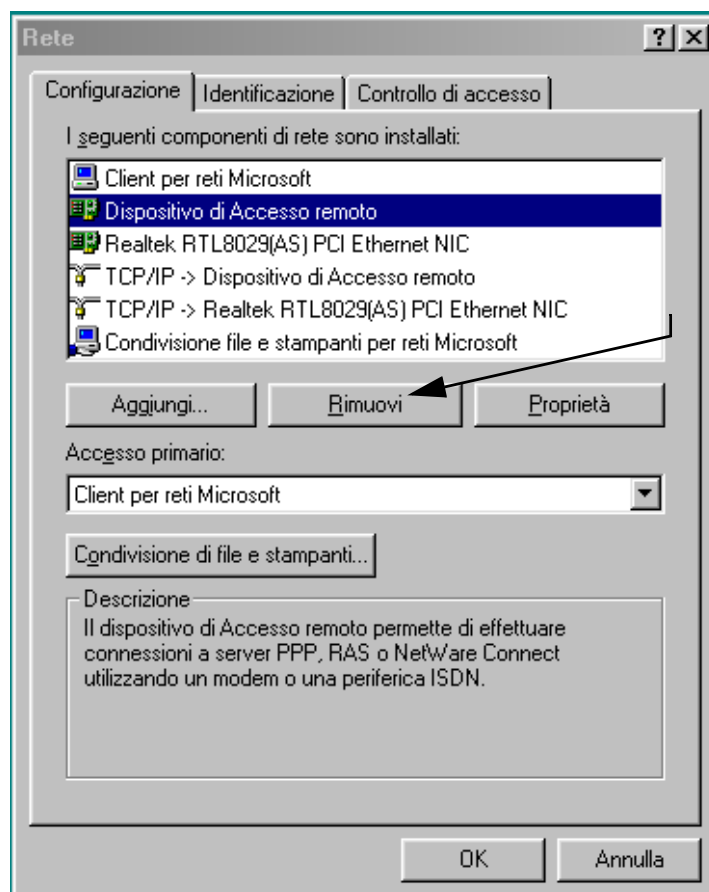 Rete
Configurazione Identificazione Controllo di accesso
I seguenti componenti di rete sono installati:
Client per reti Microsoft
Dispositivo di Accesso remoto
Realtek RTL8029(AS) PCI Ethernet NIC
TCP/IP -> Dispositivo di Accesso remoto
TCP/IP -> Realtek RTL8029(AS) PCI Ethernet NIC
Condivisione file e stampanti per reti Microsoft
Aggiungi... Rimuovi Proprietà
Accesso primario:
Client per reti Microsoft
Condivisione di file e stampanti...
Descrizione
Il dispositivo di Accesso remoto permette di effettuare
connessioni a server PPP, RAS o NetWare Connect
utilizzando un modem o una periferica ISDN.
OK Annulla